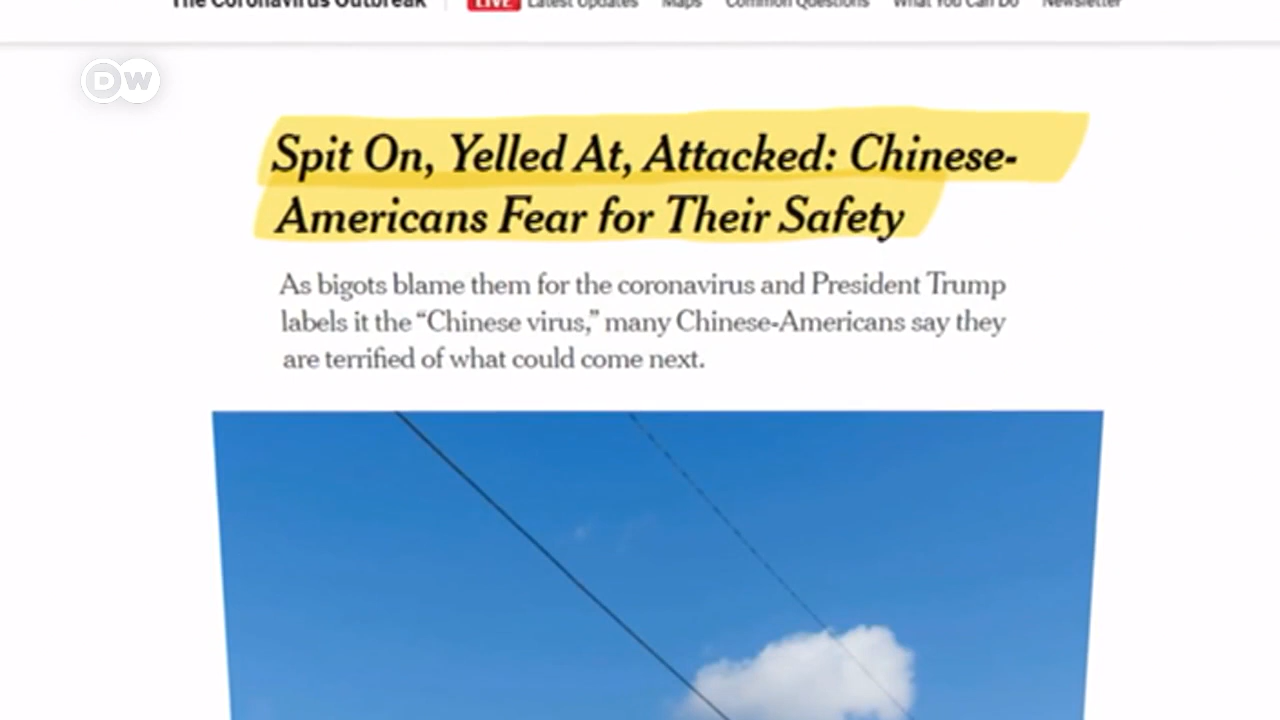 The Coronavirus Outbreak LIVE Latest Updates Maps Common Questions What You Can Do Newsletter
DW
Spit On, Yelled At, Attacked: Chinese-
Americans Fear for Their Safety
As bigots blame them for the coronavirus and President Trump
labels it the “Chinese virus,” many Chinese-Americans say they
are terrified of what could come next.